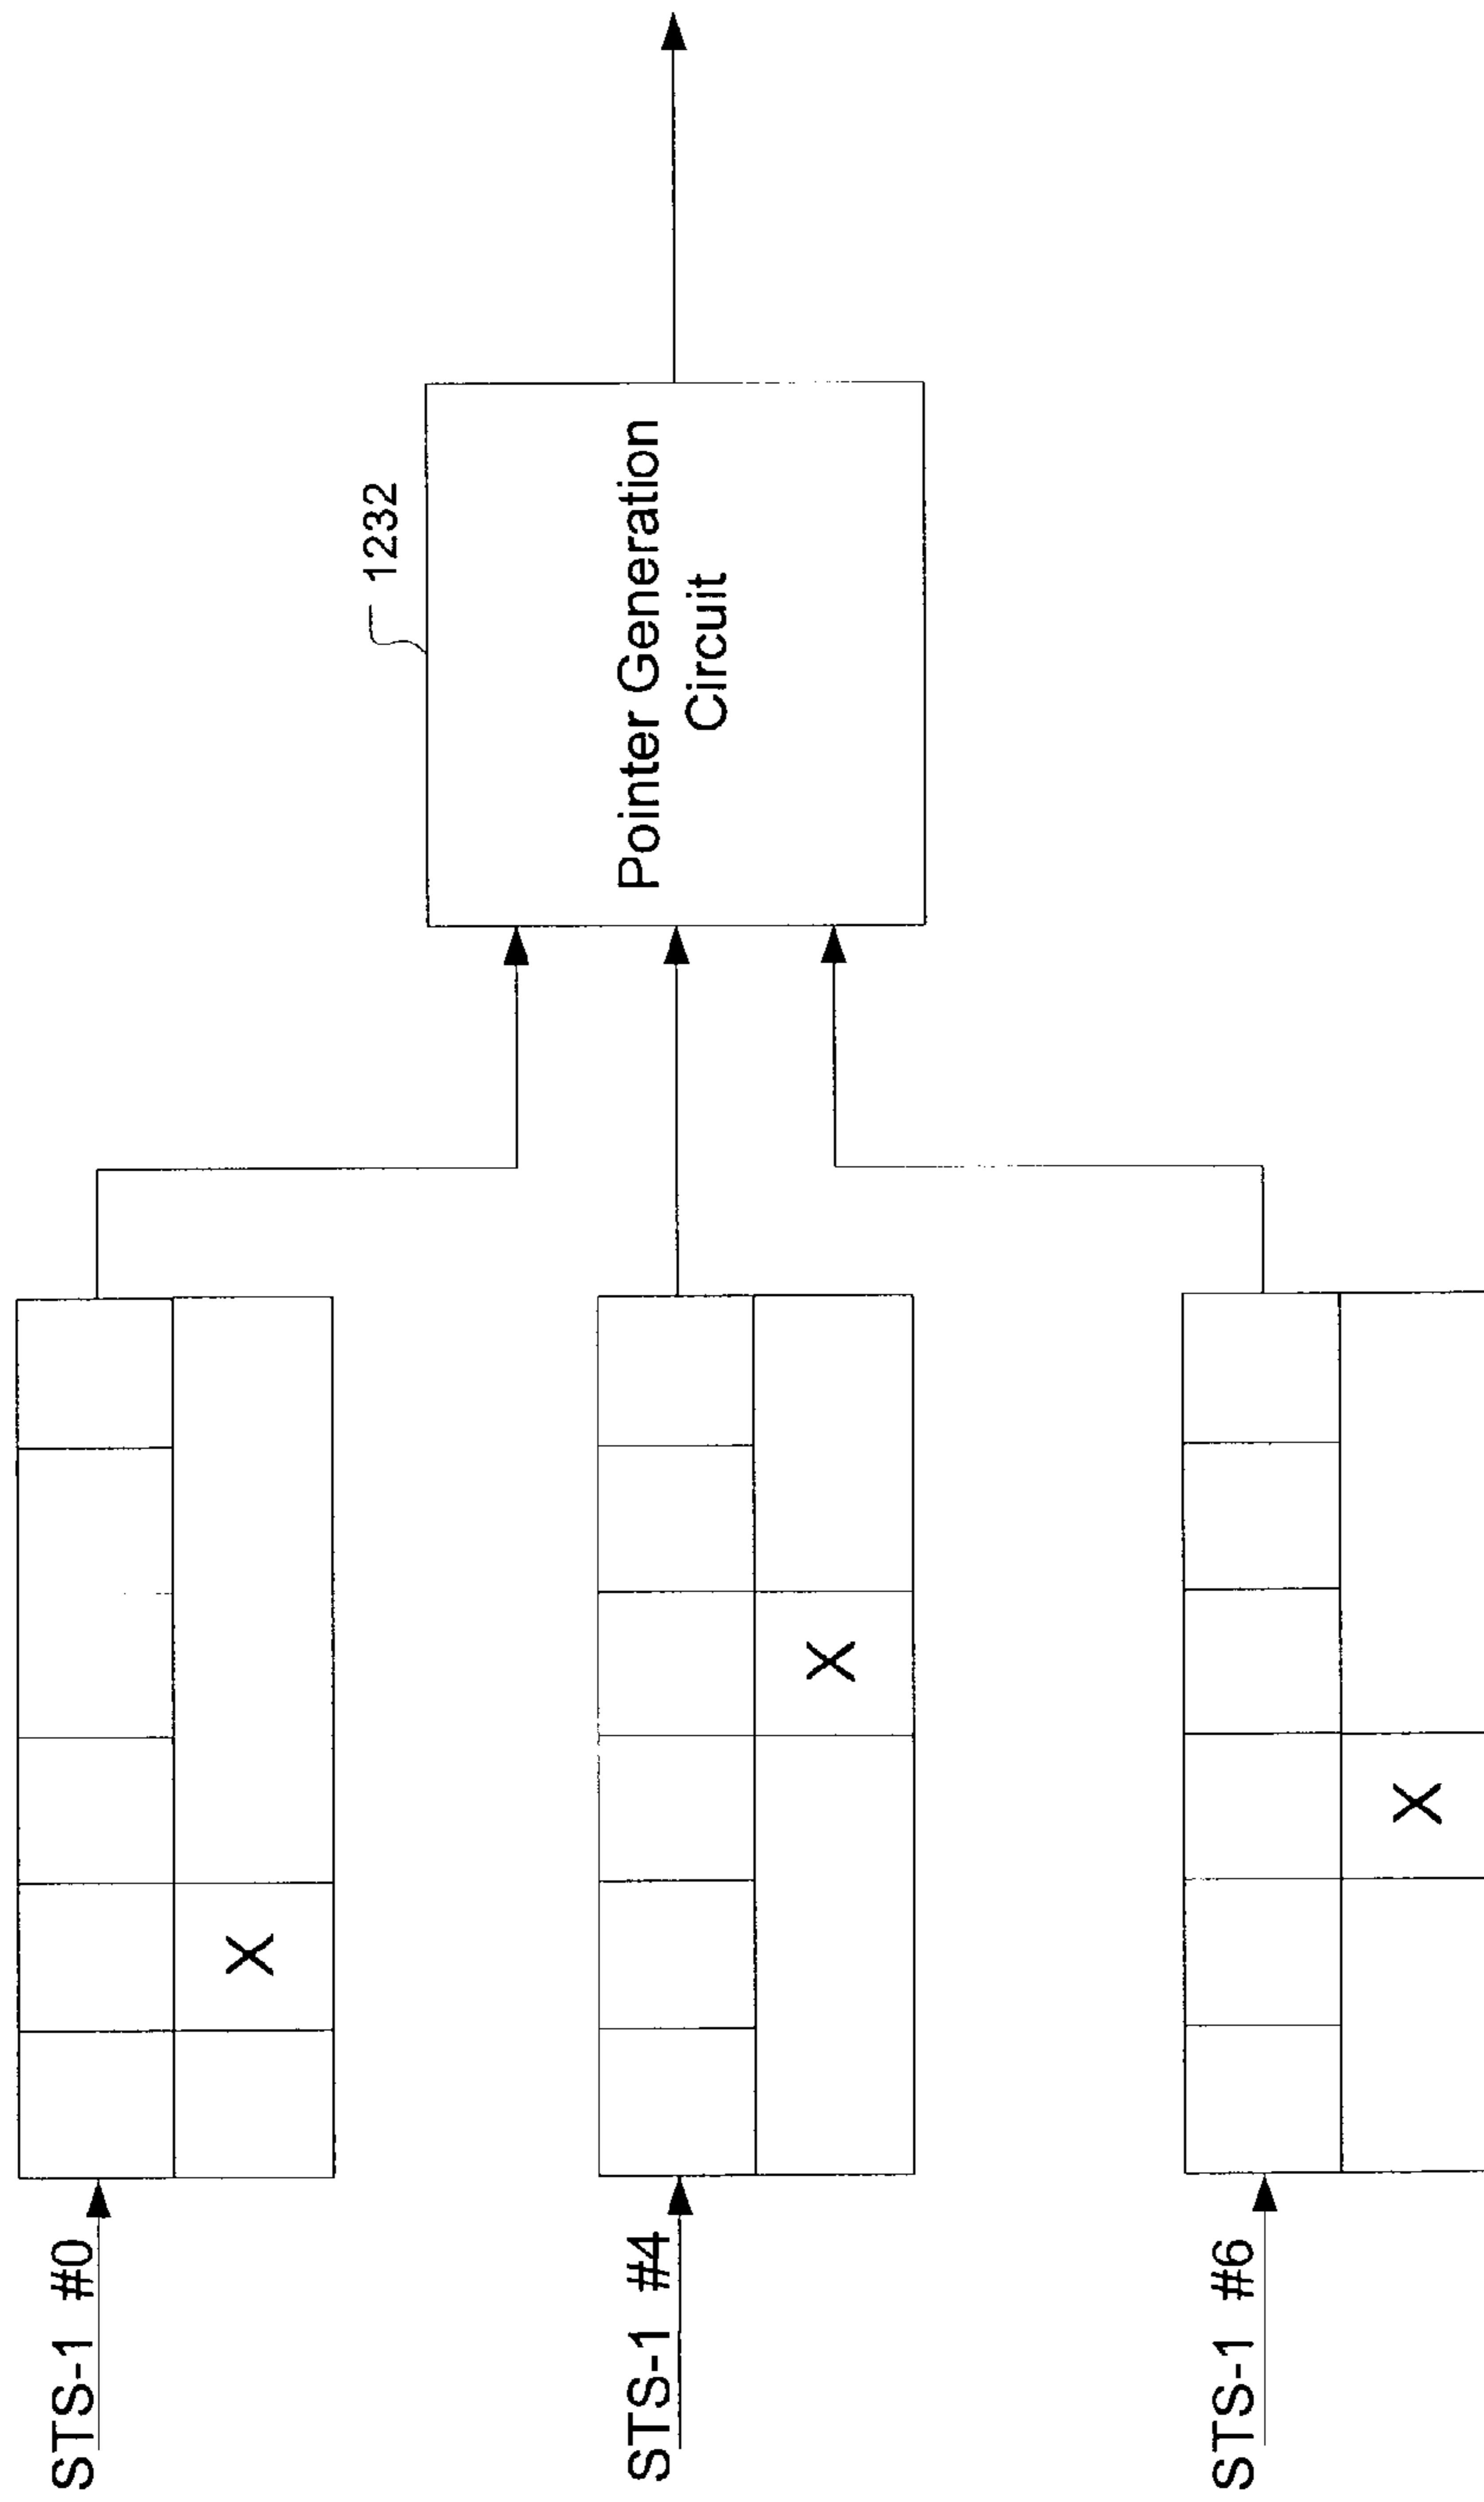 STS-1 #0
X
STS-1 #4
X
STS-1 #6
X
1232
Pointer Generation
Circuit